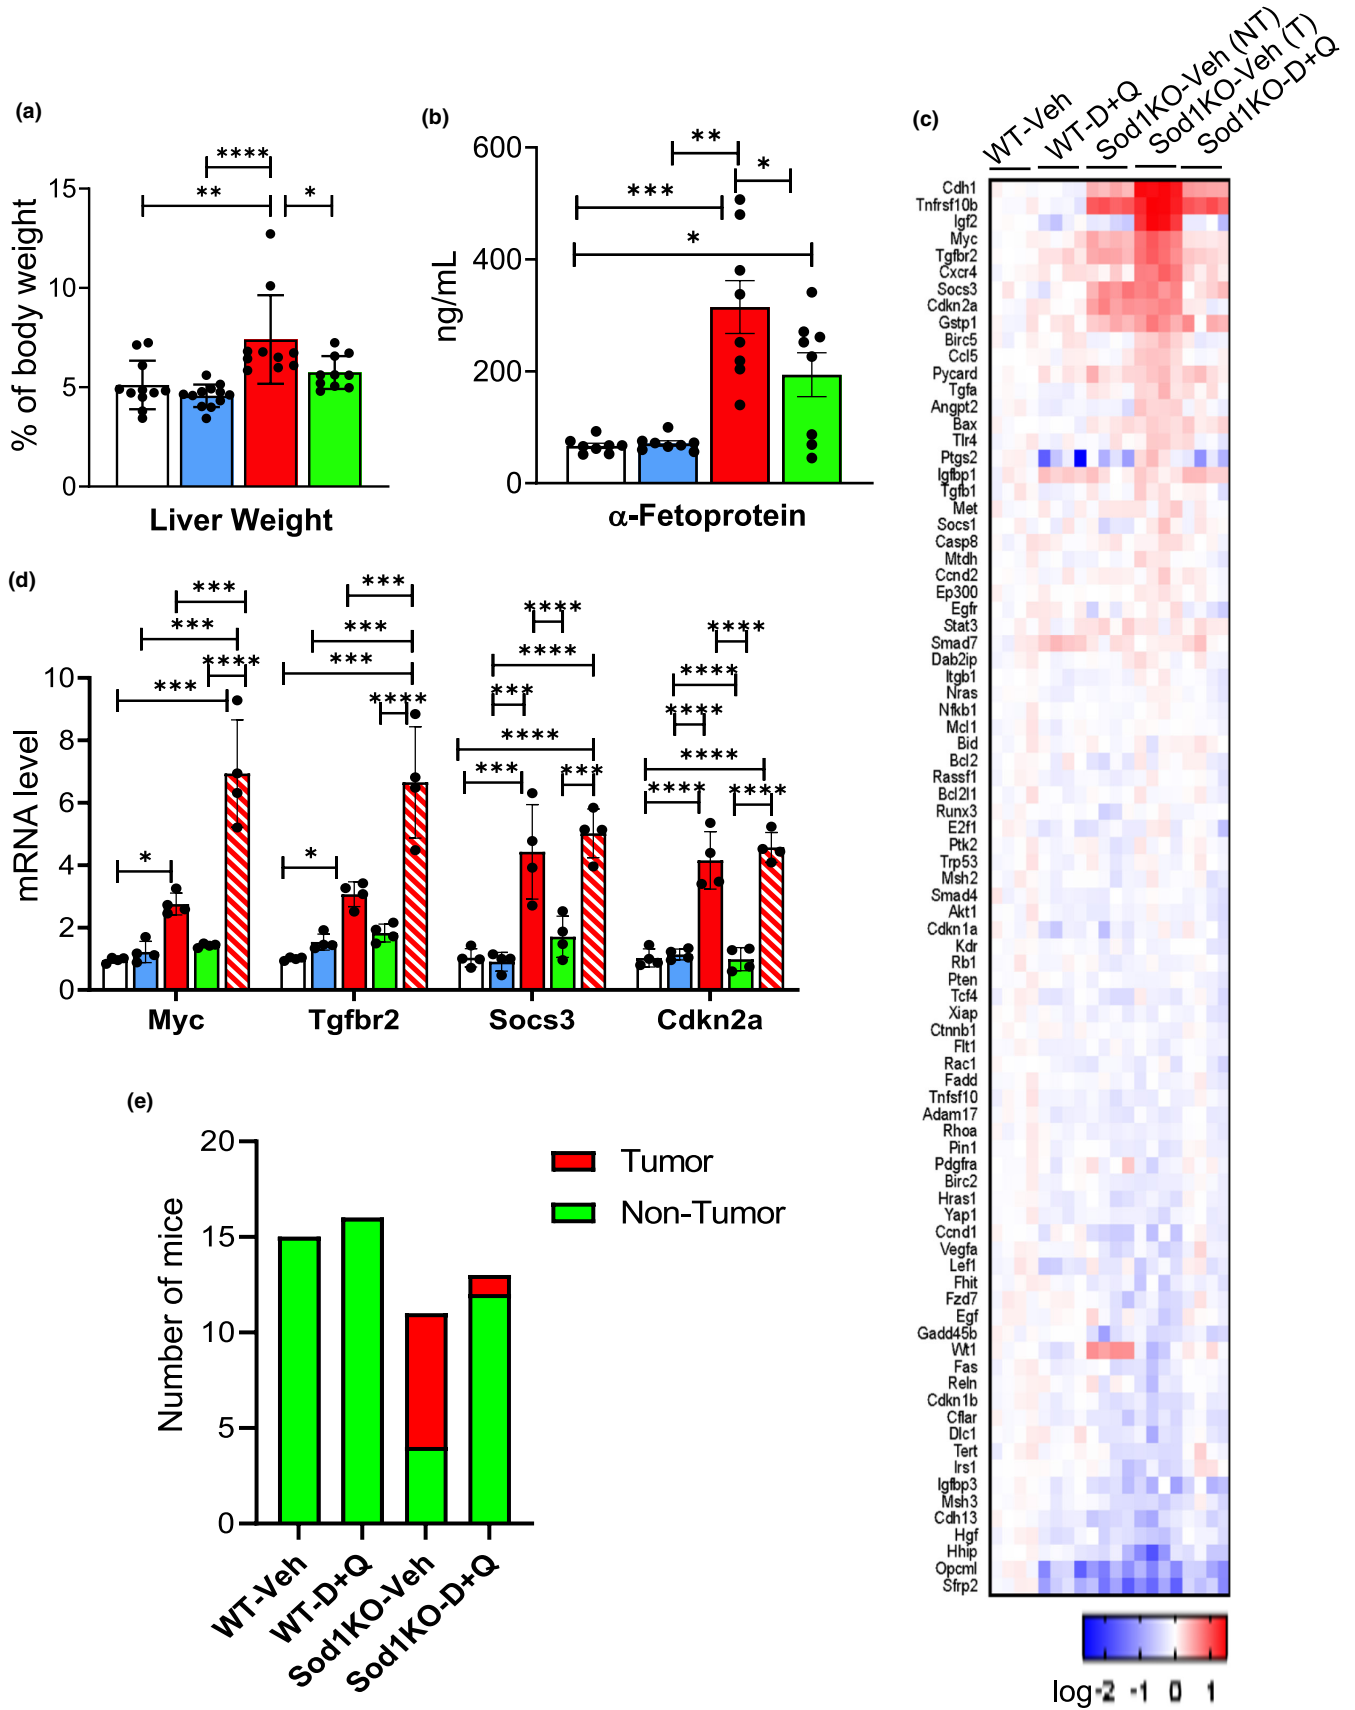 (a)
****
**
*
15
10
5
0
% of body weight
Liver Weight
(b)
**
*
***
*
600
400
200
0
ng/mL
α-Fetoprotein
(c)
WT-Veh
WT-D+Q
Sod1KO-Veh (NT)
Sod1KO-Veh (T)
Sod1KO-D+Q
Cdh1
Tnfrsf10b
Igf2
Myc
Tgfbr2
Cxcr4
Socs3
Cdkn2a
Gstp1
Birc5
Ccl5
Pycard
Tgfa
Angpt2
Bax
Tlr4
Ptgs2
Igfbp1
Tgfb1
Met
Socs1
Casp8
Mtdh
Ccnd2
Ep300
Egfr
Stat3
Smad7
Dab2ip
Itgb1
Nras
Nfkb1
Mcl1
Bid
Bcl2
Rassf1
Bcl2l1
Runx3
E2f1
Ptk2
Trp53
Msh2
Smad4
Akt1
Cdkn1a
Kdr
Rb1
Pten
Tcf4
Xiap
Ctnnb1
Flt1
Rac1
Fadd
Tnfsf10
Adam17
Rhoa
Pin1
Pdgfra
Birc2
Hras1
Yap1
Ccnd1
Vegfa
Lef1
Fhit
Fzd7
Egf
Gadd45b
Wt1
Fas
Reln
Cdkn1b
Cflar
Dlc1
Tert
Irs1
Igfbp3
Msh3
Cdh13
Hgf
Hhip
Opcml
Sfrp2
log -2 -1 0 1
(d)
***
***
****
***
*
***
***
***
****
*
****
****
***
****
***
***
****
****
****
****
****
****
10
8
6
4
2
0
mRNA level
Myc Tgfbr2 Socs3 Cdkn2a
(e)
20
15
10
5
0
Number of mice
Tumor
Non-Tumor
WT-Veh
WT-D+Q
Sod1KO-Veh
Sod1KO-D+Q